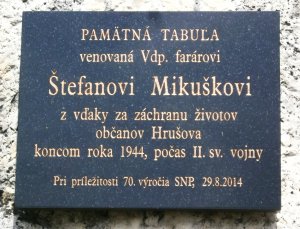 PAMÄTNÁ TABUĽA
venovaná Vdp. farárovi
Štefanovi Mikuškovi
z vďaky za záchranu životov
občanov Hrušova
koncom roka 1944, počas II. sv. vojny
Pri príležitosti 70. výročia SNP, 29.8.2014